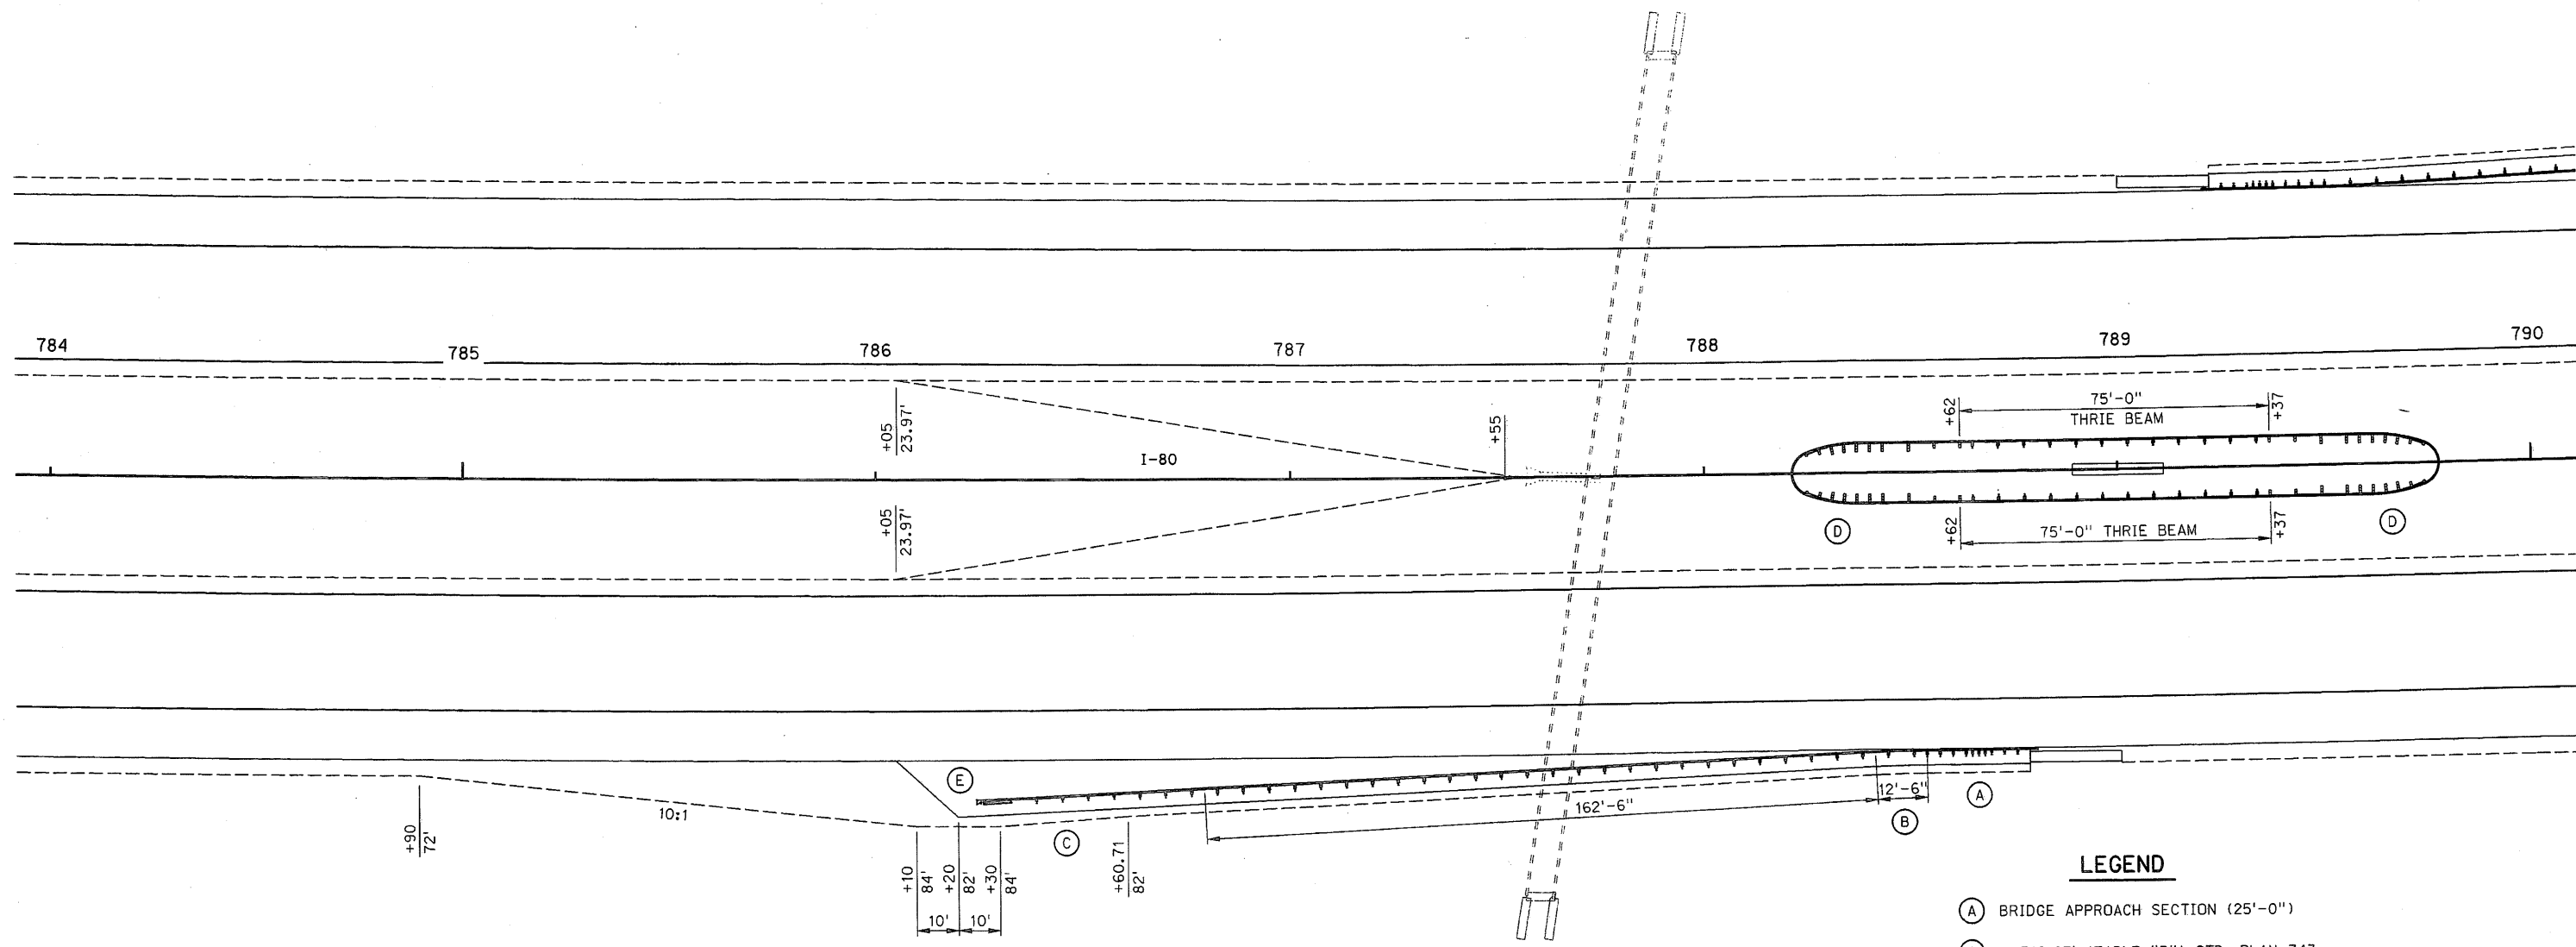 784
785
786
787
788
789
790
+05
23.97'
+55
+62
75'-0"
THRIE BEAM
+37
I-80
+05
23.97'
D
+62
75'-0" THRIE BEAM
+37
D
E
10:1
+90
72'
C
162'-6"
12'-6"
B
A
+10
84'
+20
82'
+30
84'
+60.71
82'
10'
10'
LEGEND
A BRIDGE APPROACH SECTION (25'-0")